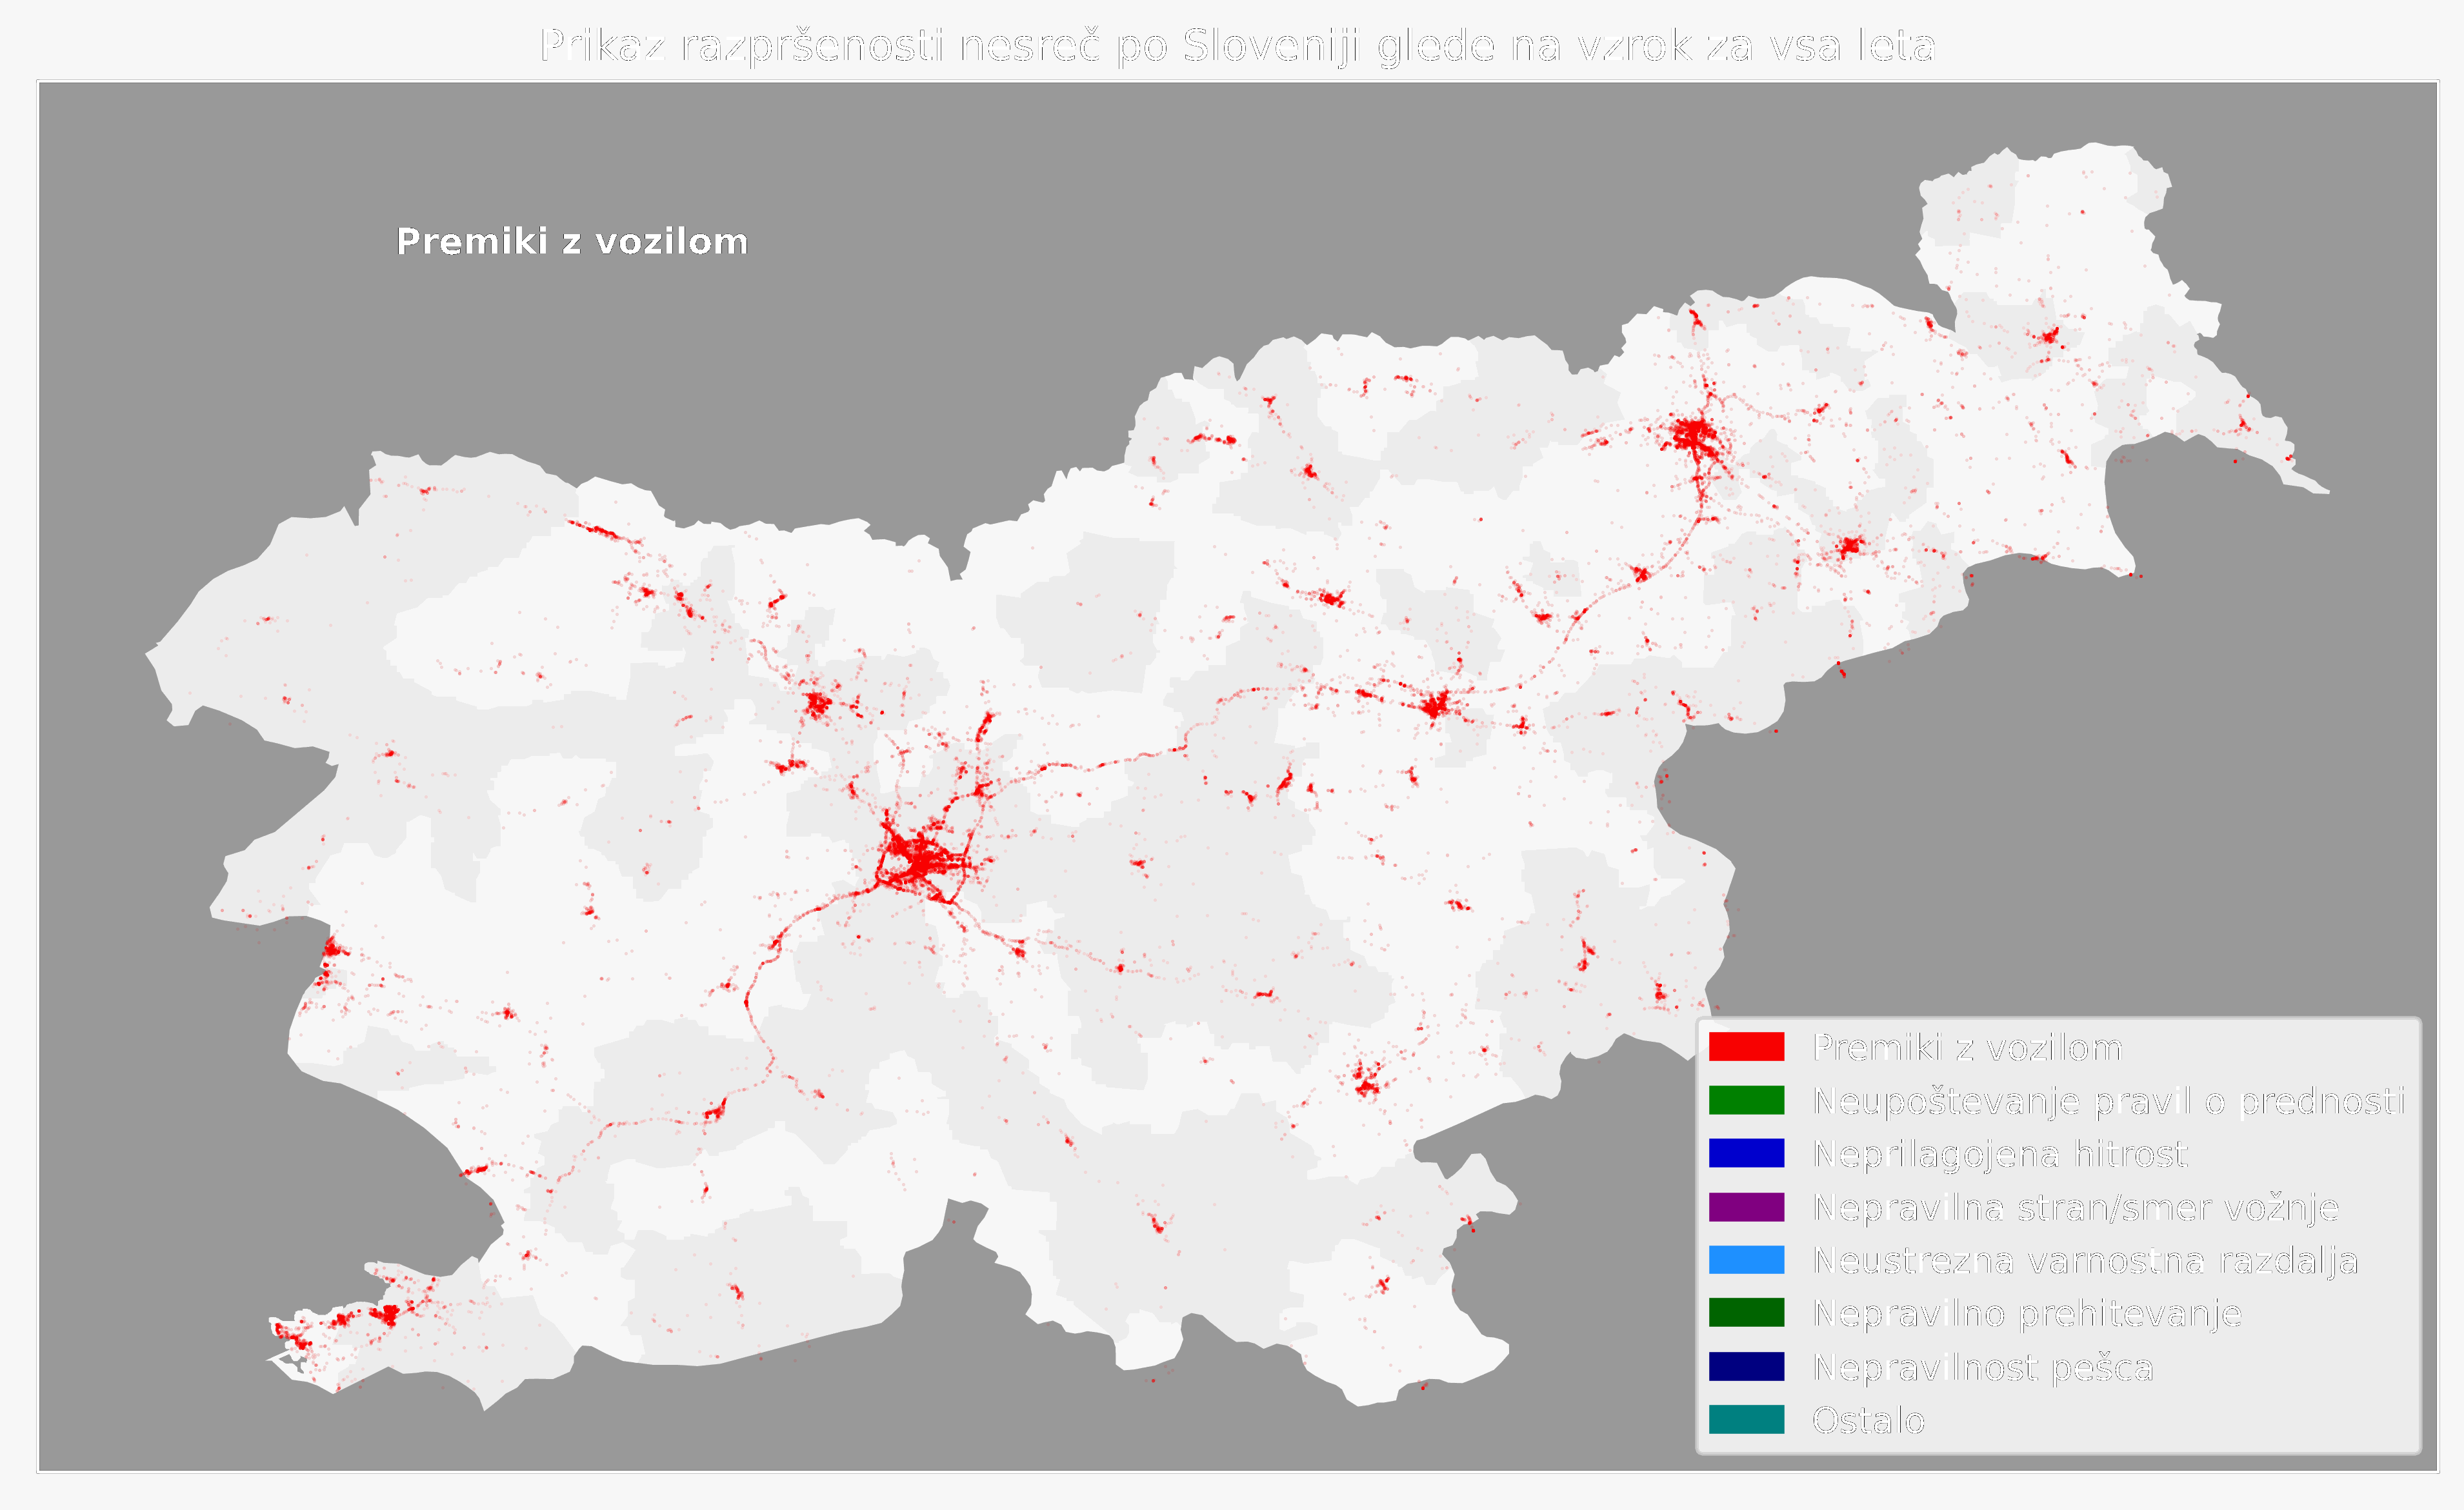 Prikaz razpršenosti nesreč po Sloveniji glede na vzrok za vsa leta
Premiki z vozilom
Premiki z vozilom
Neupoštevanje pravil o prednosti
Neprilagojena hitrost
Nepravilna stran/smer vožnje
Neustrezna varnostna razdalja
Nepravilno prehitevanje
Nepravilnost pešca
Ostalo